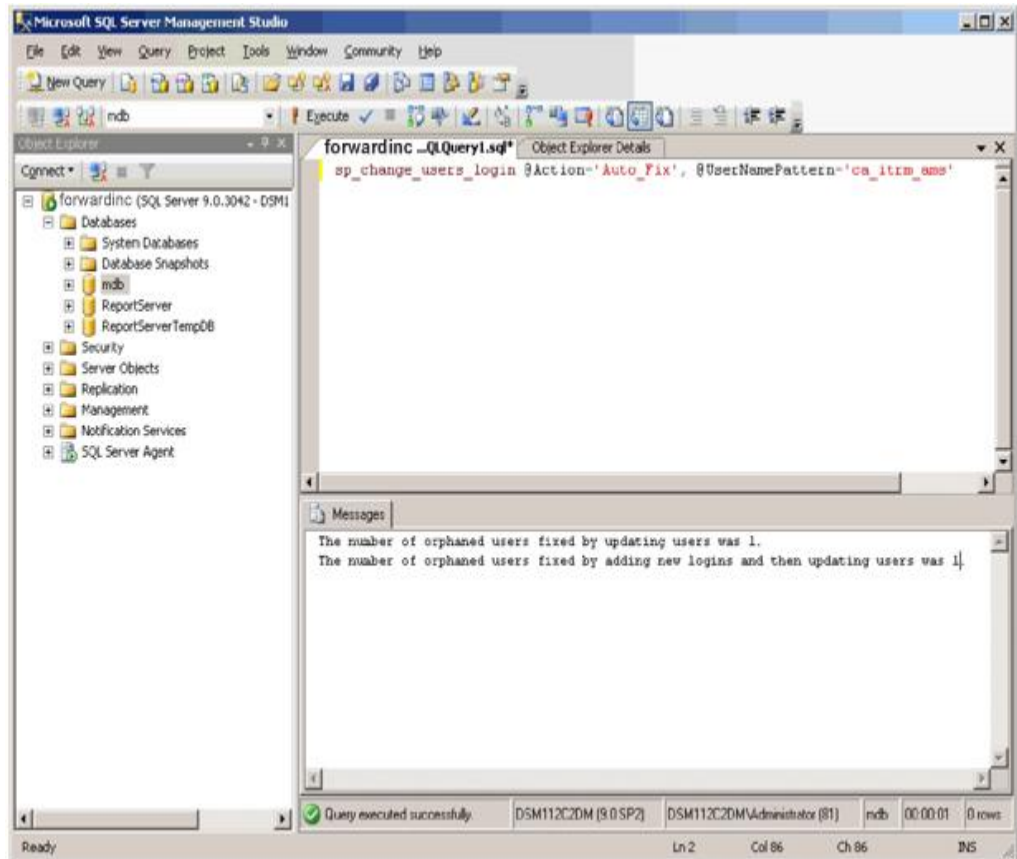 Microsoft SQL Server Management Studio
File Edit View Query Project Tools Window Community Help
New Query
mdb
Execute
Object Explorer
Connect
forwardinc (SQL Server 9.0.3042 - DSM1
Databases
System Databases
Database Snapshots
mdb
ReportServer
ReportServerTempDB
Security
Server Objects
Replication
Management
Notification Services
SQL Server Agent
forwardinc ...QLQuery1.sql* Object Explorer Details
sp_change_users_login @Action='Auto_Fix', @UserNamePattern='ca_itrm_ams'
Messages
The number of orphaned users fixed by updating users was 1.
The number of orphaned users fixed by adding new logins and then updating users was 1.
Query executed successfully. DSM112C2DM (9.0 SP2) DSM112C2DM\Administrator (81) mdb 00:00:01 0 rows
Ready Ln 2 Col 86 Ch 86 INS